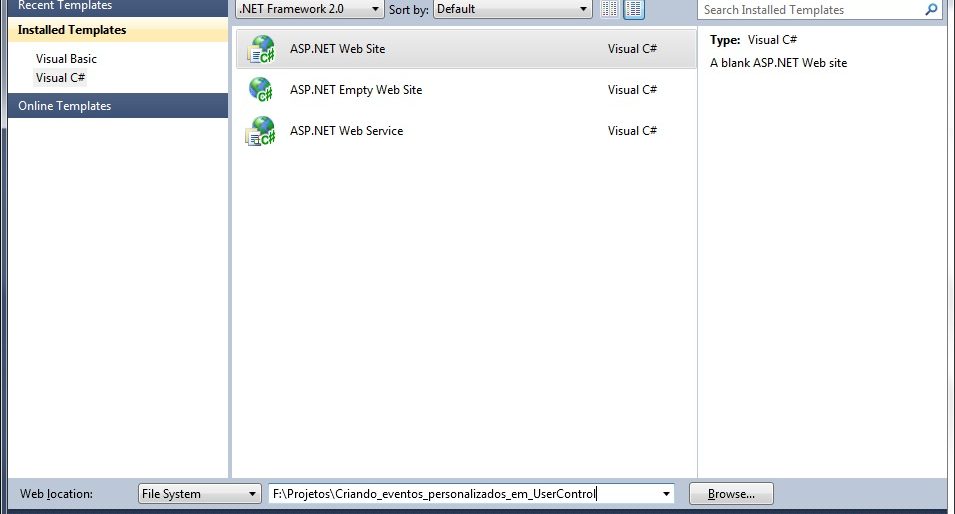 Recent Templates
.NET Framework 2.0 Sort by: Default
Search Installed Templates
Installed Templates
Visual Basic
Visual C#
Online Templates
ASP.NET Web Site Visual C#
ASP.NET Empty Web Site Visual C#
ASP.NET Web Service Visual C#
Type: Visual C#
A blank ASP.NET Web site
Web location: File System F:\Projetos\Criando_eventos_personalizados_em_UserControl Browse...